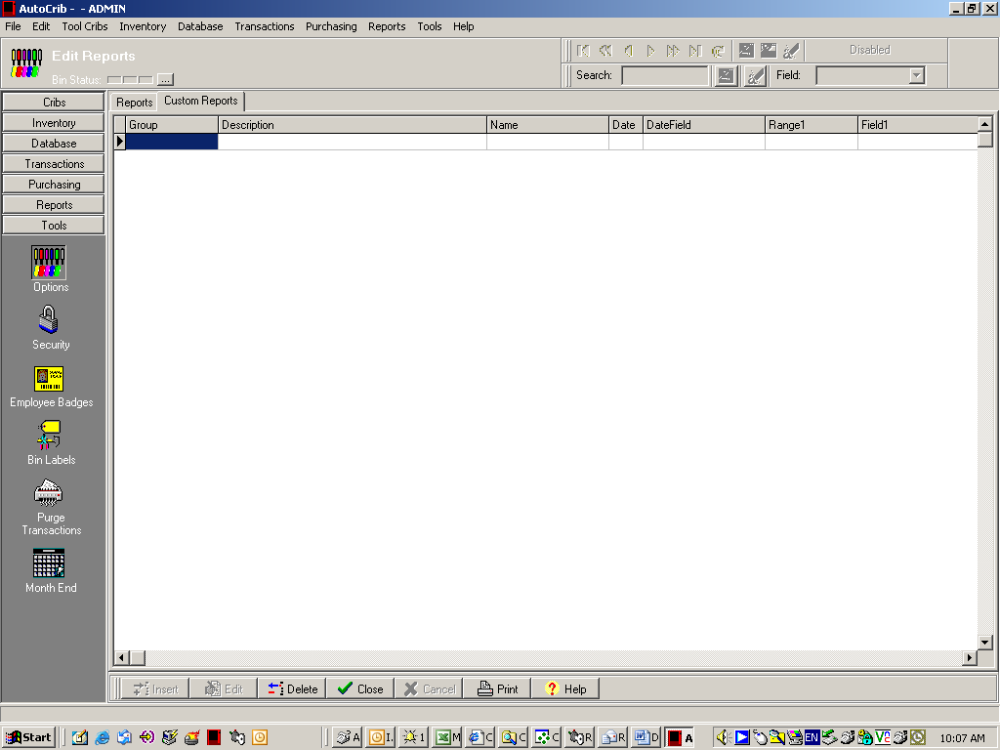 AutoCrib - - ADMIN
File Edit Tool Cribs Inventory Database Transactions Purchasing Reports Tools Help
Edit Reports
Bin Status: ...
Disabled
Search: Field:
Cribs
Inventory
Database
Transactions
Purchasing
Reports
Tools
Options
Security
Employee Badges
Bin Labels
Purge
Transactions
Month End
Reports Custom Reports
Group Description Name Date DateField Range1 Field1
Insert Edit Delete Close Cancel Print Help
Start A I. 1 M C C C R R D A EN 10:07 AM